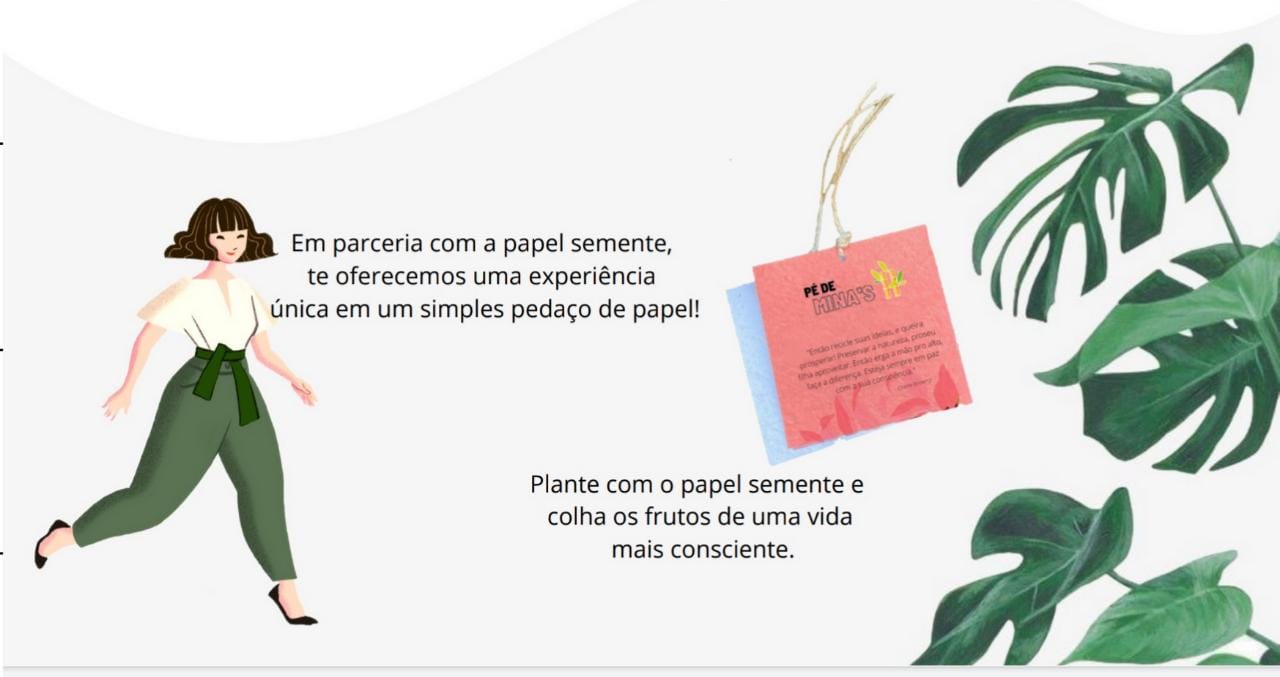 Em parceria com a papel semente,
te oferecemos uma experiência
única em um simples pedaço de papel!
PÉ DE
MINA'S
"Então recicle suas ideias, e queira
prosperar! Preservar a natureza, proseu
filha aproveitar. Então erga a mão pro alto,
faça a diferença. Esteja sempre em paz
com a sua consciência."
Plante com o papel semente e
colha os frutos de uma vida
mais consciente.